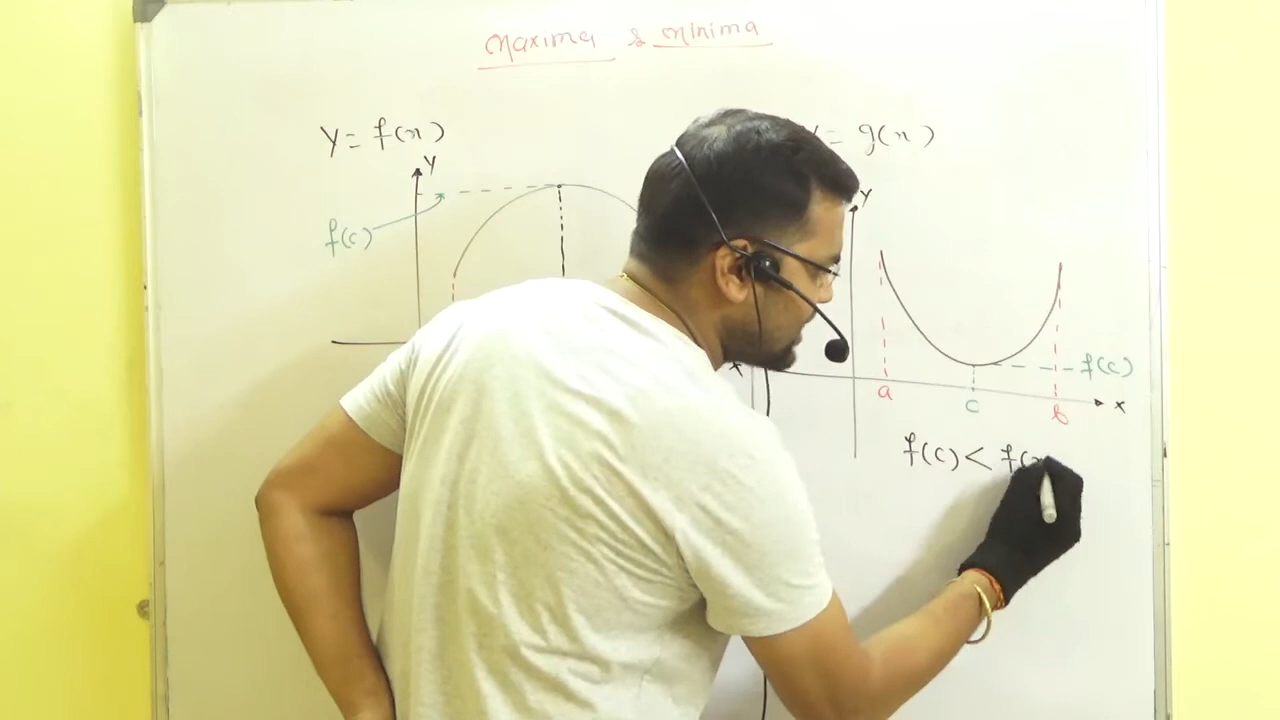 Maxima & Minima
Y = f(x)
= g(x)
Y
Y
f(c)
f(c)
x
a
c
b
x
f(c) < f(x